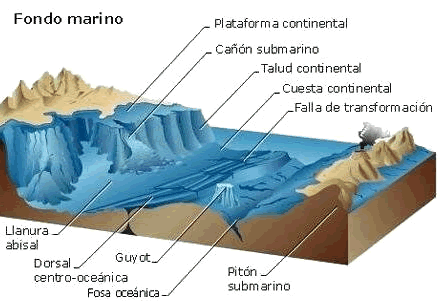 Fondo marino
Plataforma continental
Cañón submarino
Talud continental
Cuesta continental
Falla de transformación
Llanura
abisal
Dorsal
centro-oceánica
Guyot
Fosa oceánica
Pitón
submarino